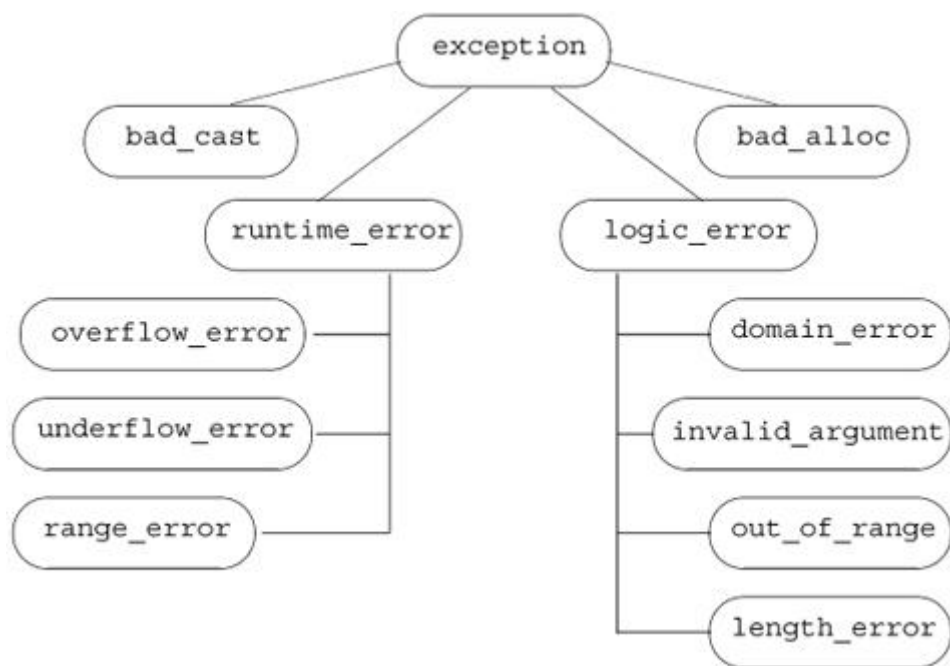 exception
bad_cast
bad_alloc
runtime_error
logic_error
overflow_error
domain_error
underflow_error
invalid_argument
range_error
out_of_range
length_error